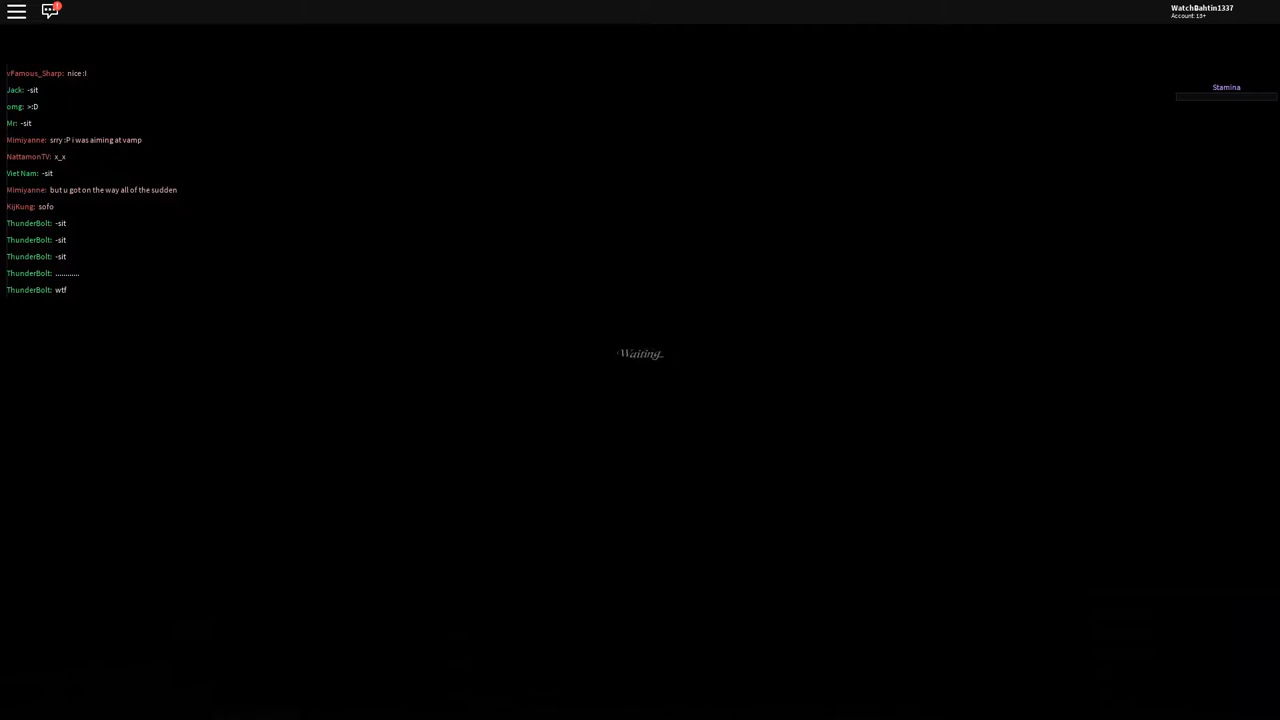 WatchBahtin1337
Account: 13+
vFamous_Sharp: nice :l
Jack: -sit
Stamina
omg: >:D
Mr: -sit
Mimiyanne: srry :P i was aiming at vamp
NattamonTV: x_x
Viet Nam: -sit
Mimiyanne: but u got on the way all of the sudden
KijKung: sofo
ThunderBolt: -sit
ThunderBolt: -sit
ThunderBolt: -sit
ThunderBolt: ............
ThunderBolt: wtf
Waiting..